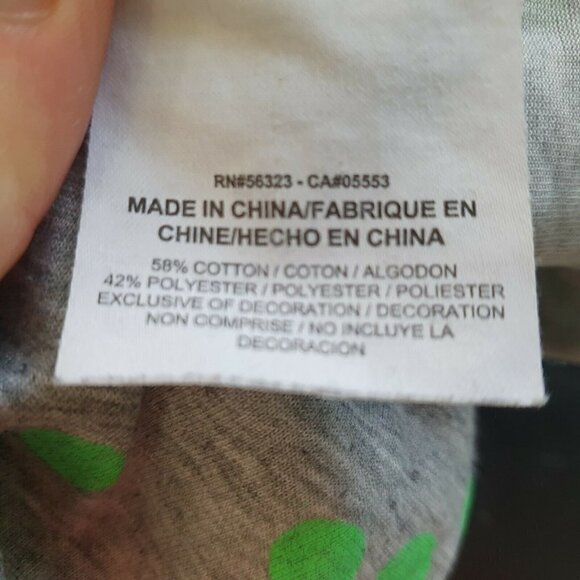 RN#56323 - CA#05553
MADE IN CHINA/FABRIQUE EN
CHINE/HECHO EN CHINA
58% COTTON / COTON / ALGODON
42% POLYESTER / POLYESTER / POLIESTER
EXCLUSIVE OF DECORATION / DECORATION
NON COMPRISE / NO INCLUYE LA
DECORACION